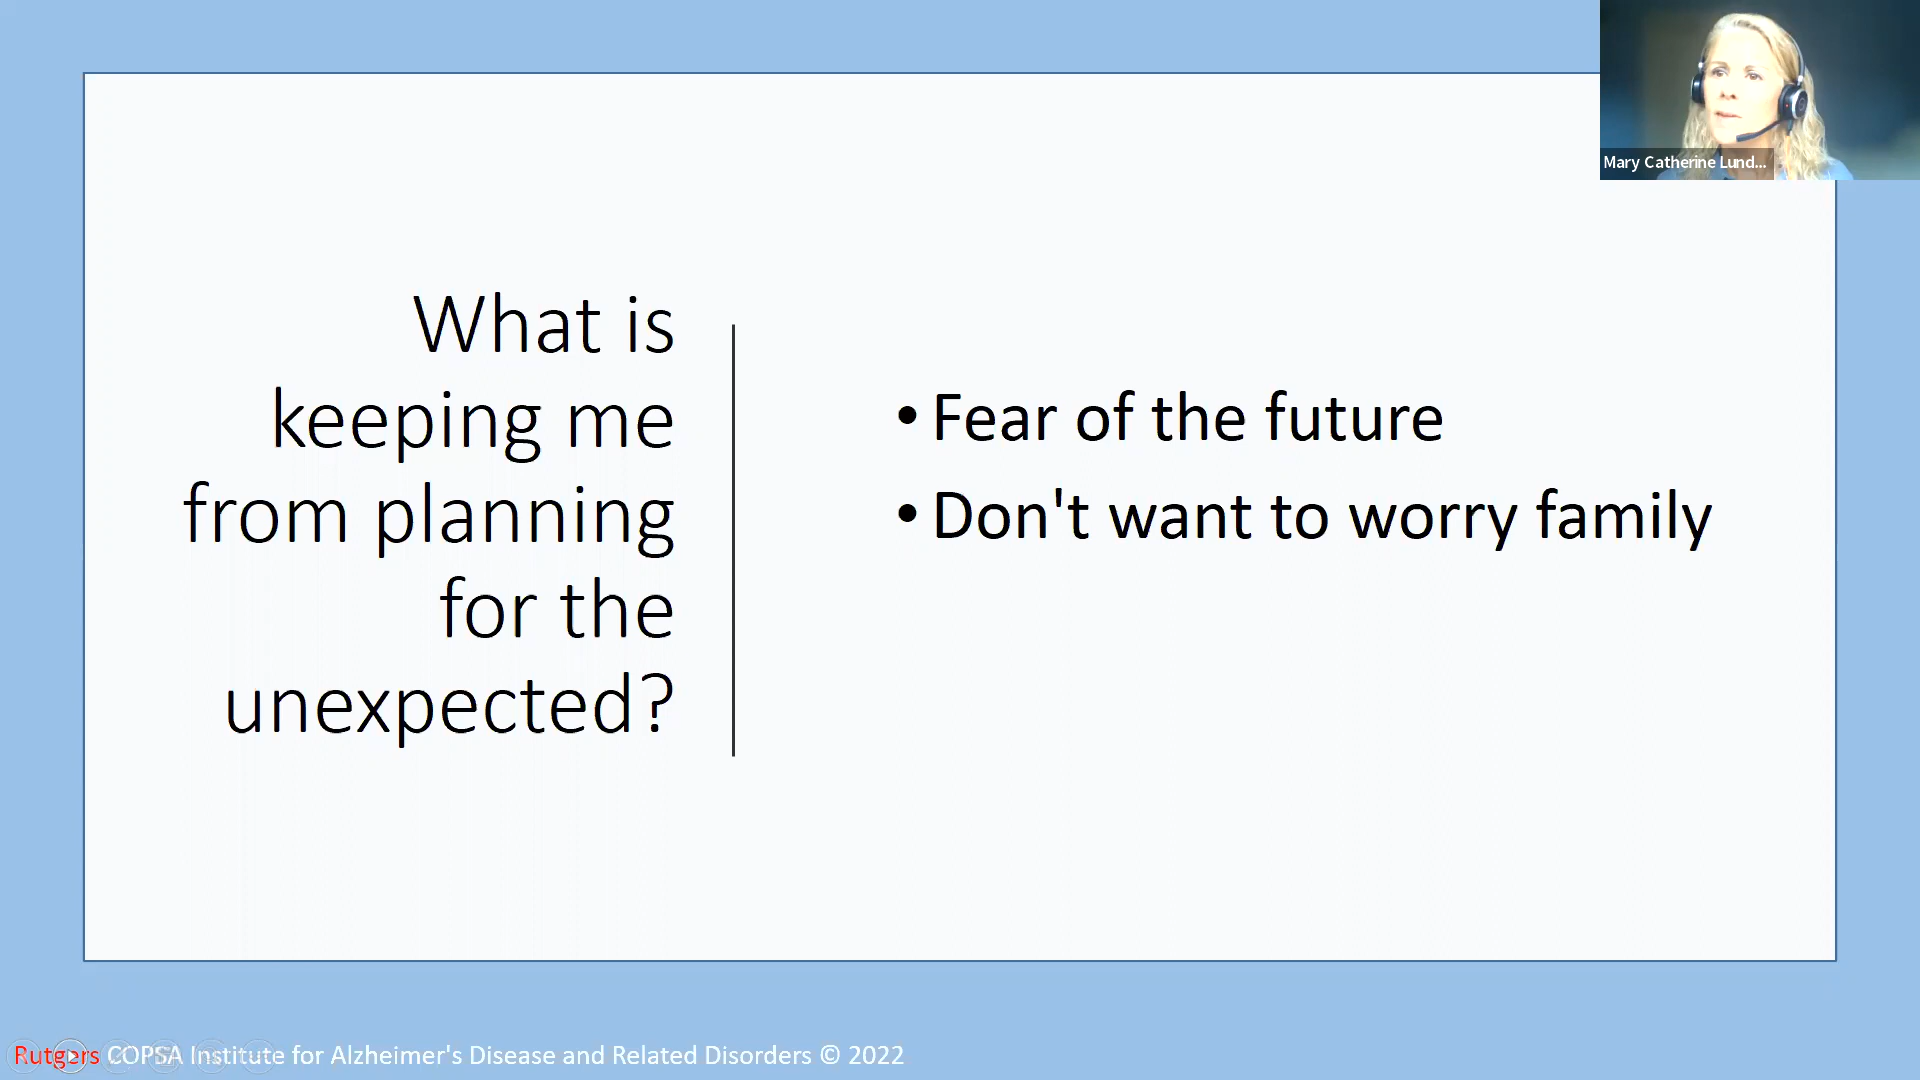 Mary Catherine Lund...
What is
keeping me
from planning
for the
unexpected?
• Fear of the future
• Don't want to worry family
Rutgers COPSA Institute for Alzheimer's Disease and Related Disorders © 2022